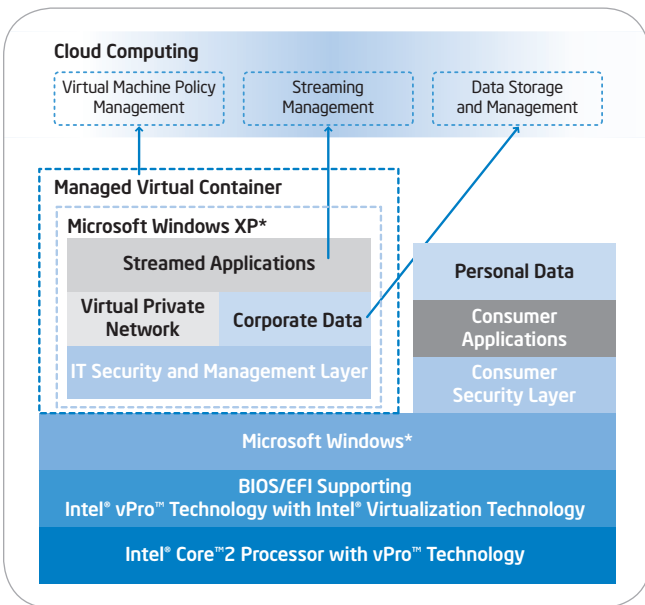 Cloud Computing
Virtual Machine Policy
Management
Streaming
Management
Data Storage
and Management
Managed Virtual Container
Microsoft Windows XP*
Streamed Applications
Virtual Private
Network
Corporate Data
IT Security and Management Layer
Personal Data
Consumer
Applications
Consumer
Security Layer
Microsoft Windows*
BIOS/EFI Supporting
Intel® vPro™ Technology with Intel® Virtualization Technology
Intel® Core™2 Processor with vPro™ Technology